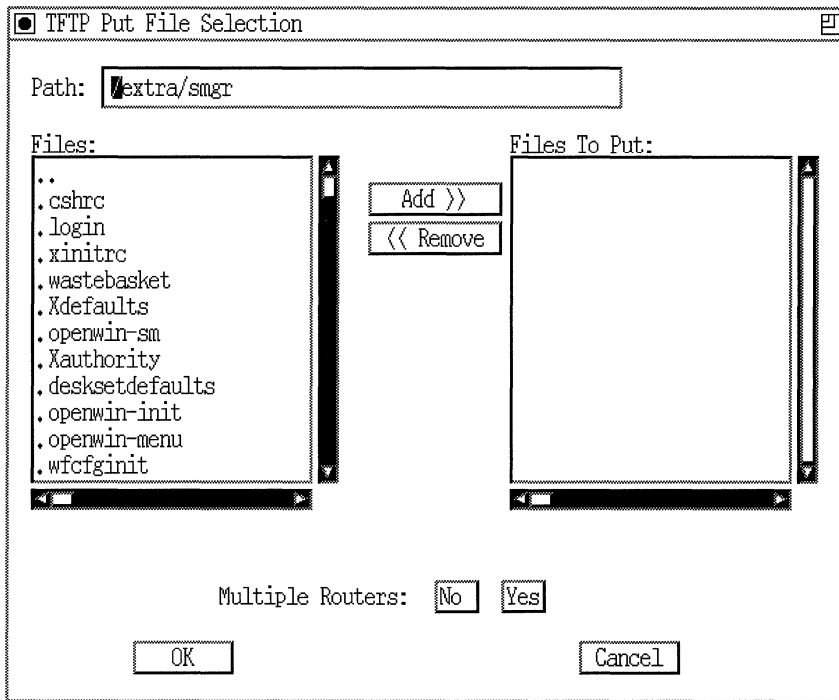 TFTP Put File Selection
Path: /extra/smgr
Files:
..
.cshrc
.login
.xinitrc
.wastebasket
.Xdefaults
.openwin-sm
.Xauthority
.desksetdefaults
.openwin-init
.openwin-menu
.wfcfginit
Add >>
<< Remove
Files To Put:
Multiple Routers: No Yes
OK Cancel